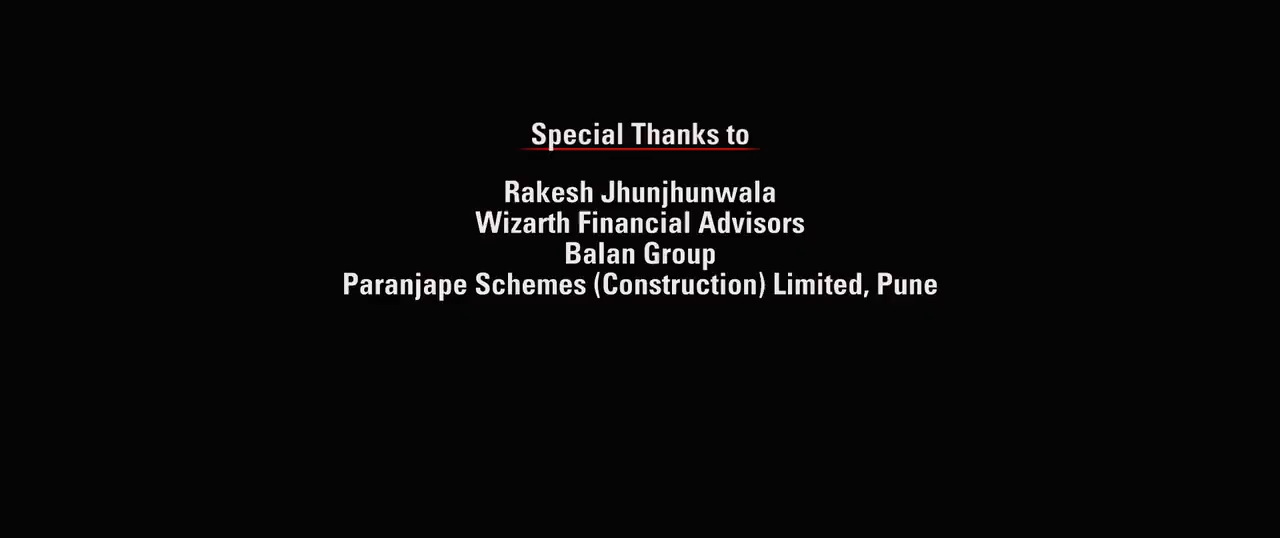 Special Thanks to
Rakesh Jhunjhunwala
Wizarth Financial Advisors
Balan Group
Paranjape Schemes (Construction) Limited, Pune